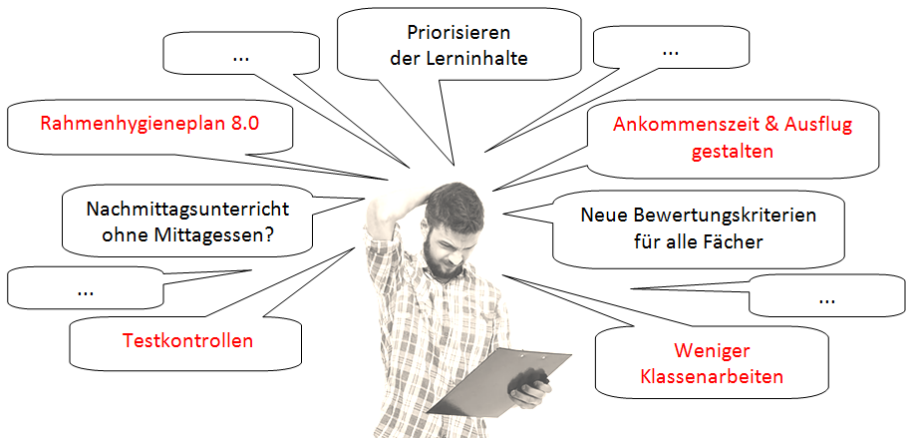 Priorisieren
der Lerninhalte
...
...
Rahmenhygieneplan 8.0
Ankommenszeit & Ausflug
gestalten
Nachmittagsunterricht
ohne Mittagessen?
Neue Bewertungskriterien
für alle Fächer
...
...
Testkontrollen
Weniger
Klassenarbeiten